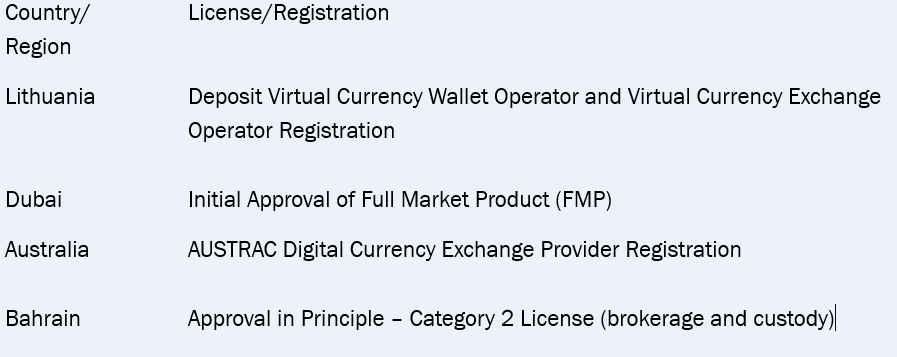 Country/ License/Registration
Region
Lithuania Deposit Virtual Currency Wallet Operator and Virtual Currency Exchange
Operator Registration
Dubai Initial Approval of Full Market Product (FMP)
Australia AUSTRAC Digital Currency Exchange Provider Registration
Bahrain Approval in Principle – Category 2 License (brokerage and custody)